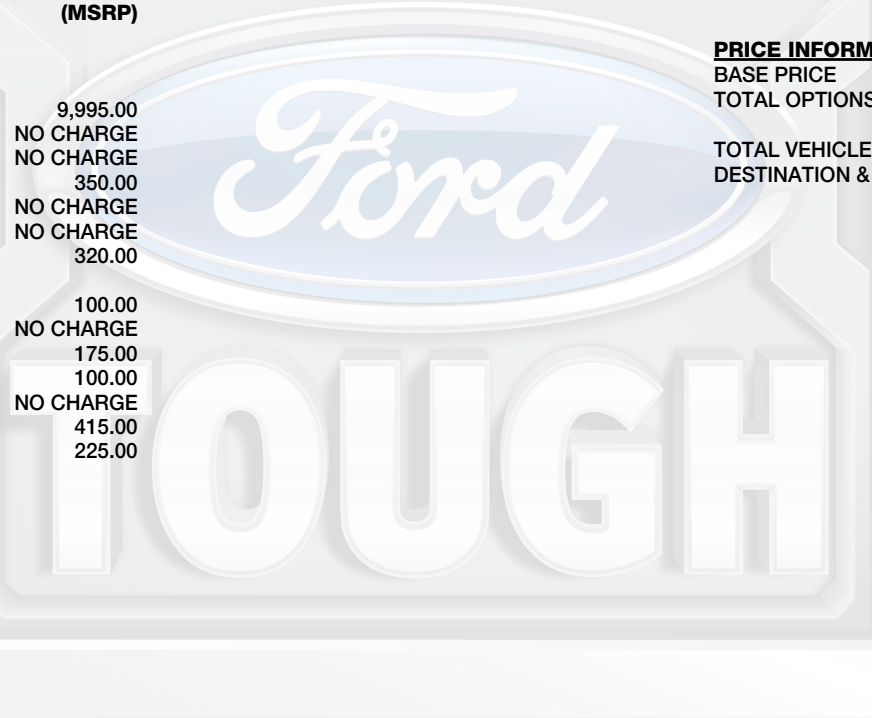 (MSRP)
9,995.00
NO CHARGE
NO CHARGE
350.00
NO CHARGE
NO CHARGE
320.00
100.00
NO CHARGE
175.00
100.00
NO CHARGE
415.00
225.00
PRICE INFORM
BASE PRICE
TOTAL OPTIONS
TOTAL VEHICLE
DESTINATION &
Ford
TOUGH